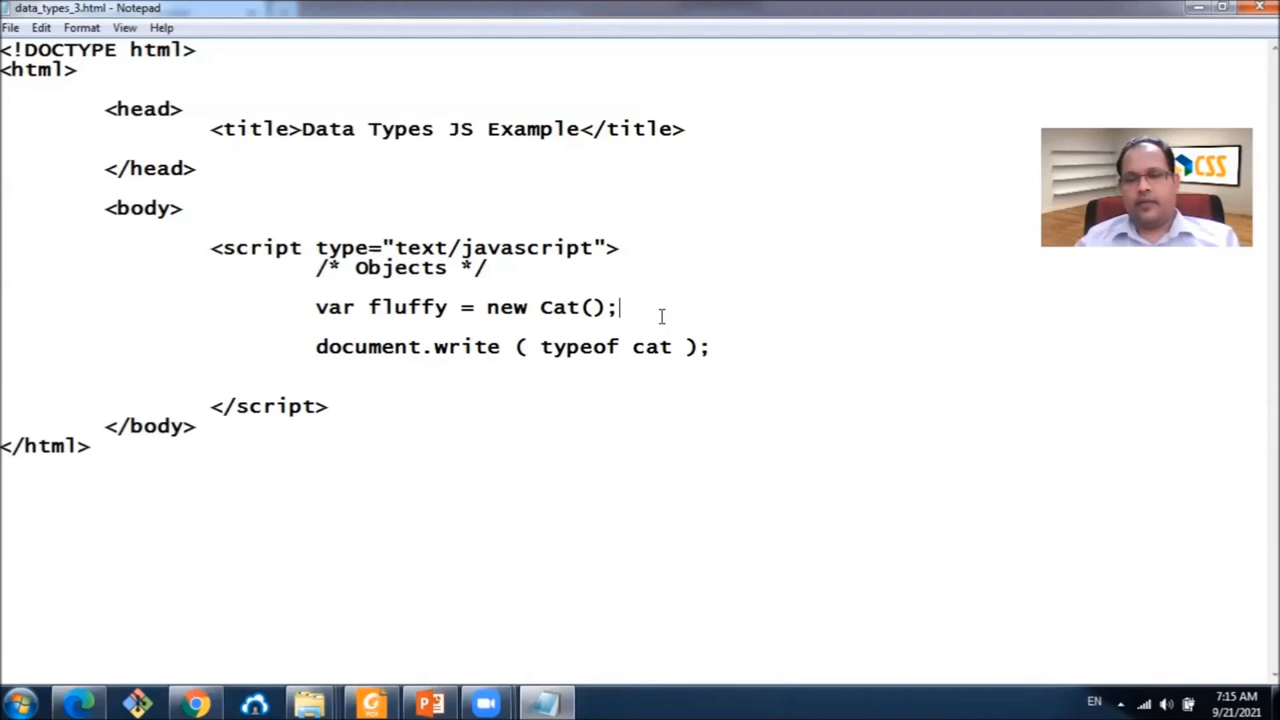 data_types_3.html - Notepad
File Edit Format View Help
<!DOCTYPE html>
<html>
<head>
<title>Data Types JS Example</title>
</head>
<body>
<script type="text/javascript">
/* Objects */
var fluffy = new Cat();
document.write ( typeof cat );
</script>
</body>
</html>
CSS
PDF
EN
7:15 AM
9/21/2021